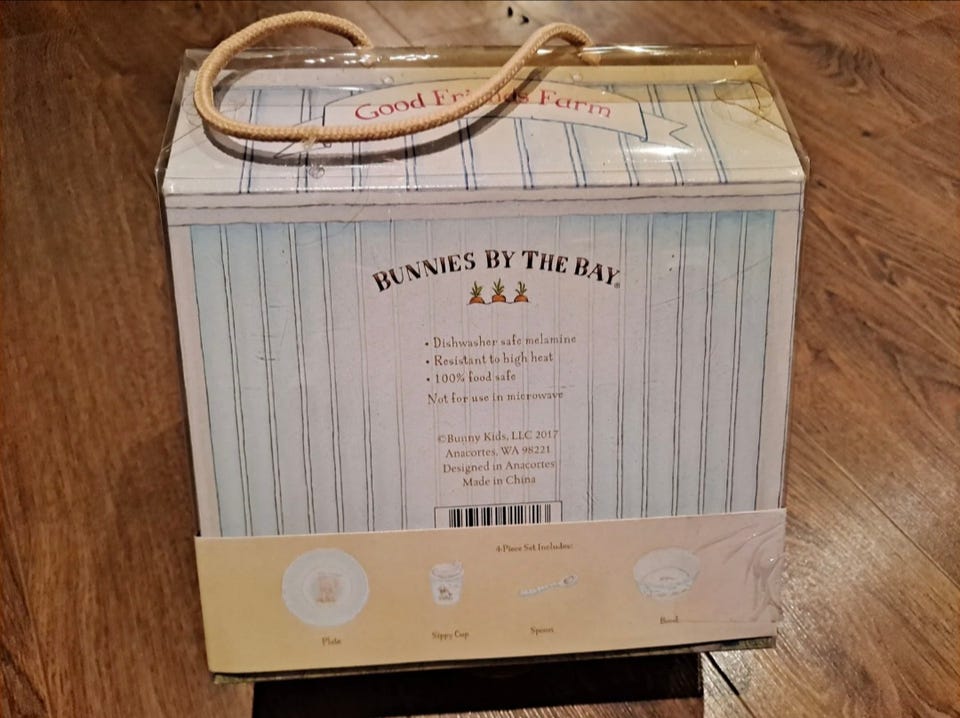 Good Friends Farm
BUNNIES BY THE BAY®
• Dishwasher safe melamine
• Resistant to high heat
• 100% food safe
Not for use in microwave
©Bunny Kids, LLC 2017
Anacortes, WA 98221
Designed in Anacortes
Made in China
4-Piece Set Includes:
Plate
Sippy Cup
Spoon
Bowl